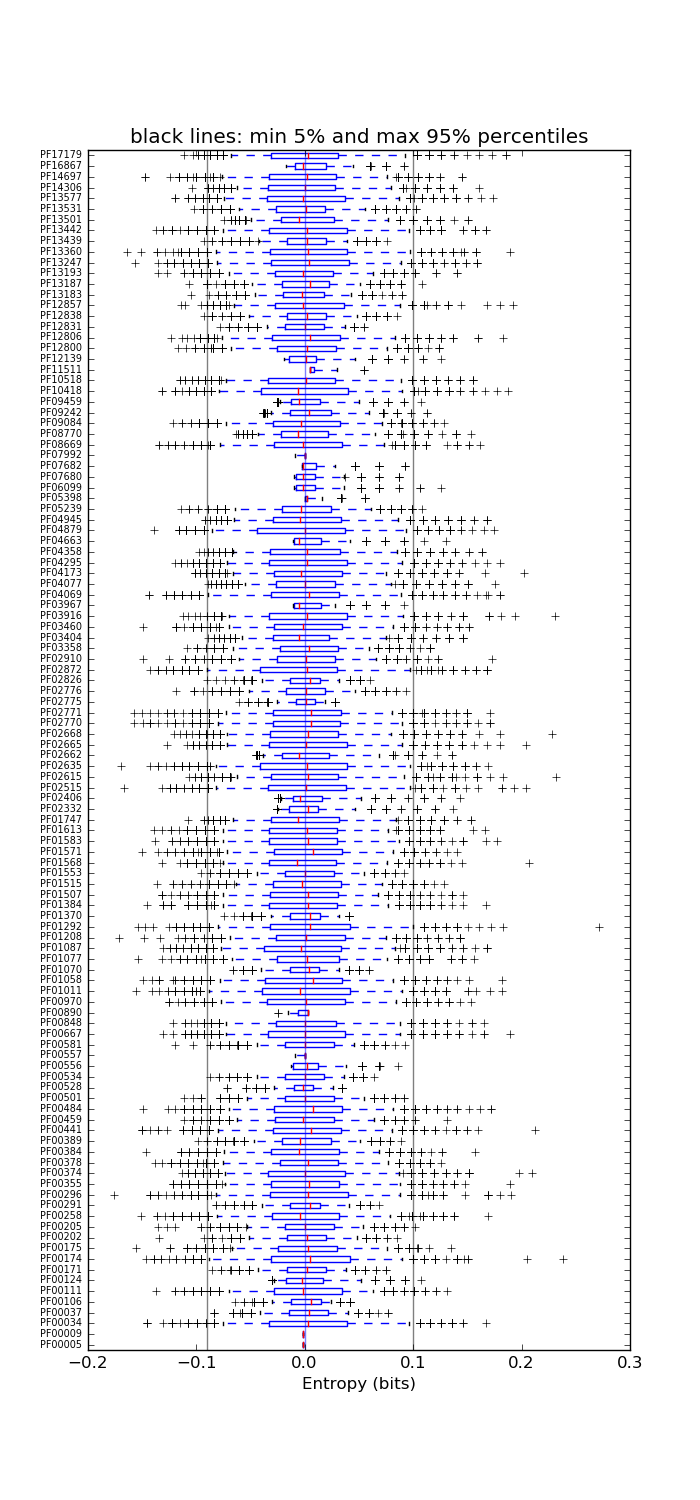 black lines: min 5% and max 95% percentiles
PF17179
PF16867
PF14697
PF14306
PF13577
PF13531
PF13501
PF13442
PF13439
PF13360
PF13247
PF13193
PF13187
PF13183
PF12857
PF12838
PF12831
PF12806
PF12800
PF12139
PF11511
PF10518
PF10418
PF09459
PF09242
PF09084
PF08770
PF08669
PF07992
PF07682
PF07680
PF06099
PF05398
PF05239
PF04945
PF04879
PF04663
PF04358
PF04295
PF04173
PF04077
PF04069
PF03967
PF03916
PF03460
PF03404
PF03358
PF02910
PF02872
PF02826
PF02776
PF02775
PF02771
PF02770
PF02668
PF02665
PF02662
PF02635
PF02615
PF02515
PF02406
PF02332
PF01747
PF01613
PF01583
PF01571
PF01568
PF01553
PF01515
PF01507
PF01384
PF01370
PF01292
PF01208
PF01087
PF01077
PF01070
PF01058
PF01011
PF00970
PF00890
PF00848
PF00667
PF00581
PF00557
PF00556
PF00534
PF00528
PF00501
PF00484
PF00459
PF00441
PF00389
PF00384
PF00378
PF00374
PF00355
PF00296
PF00291
PF00258
PF00205
PF00202
PF00175
PF00174
PF00171
PF00124
PF00111
PF00106
PF00037
PF00034
PF00009
PF00005
−0.2 −0.1 0.0 0.1 0.2 0.3
Entropy (bits)